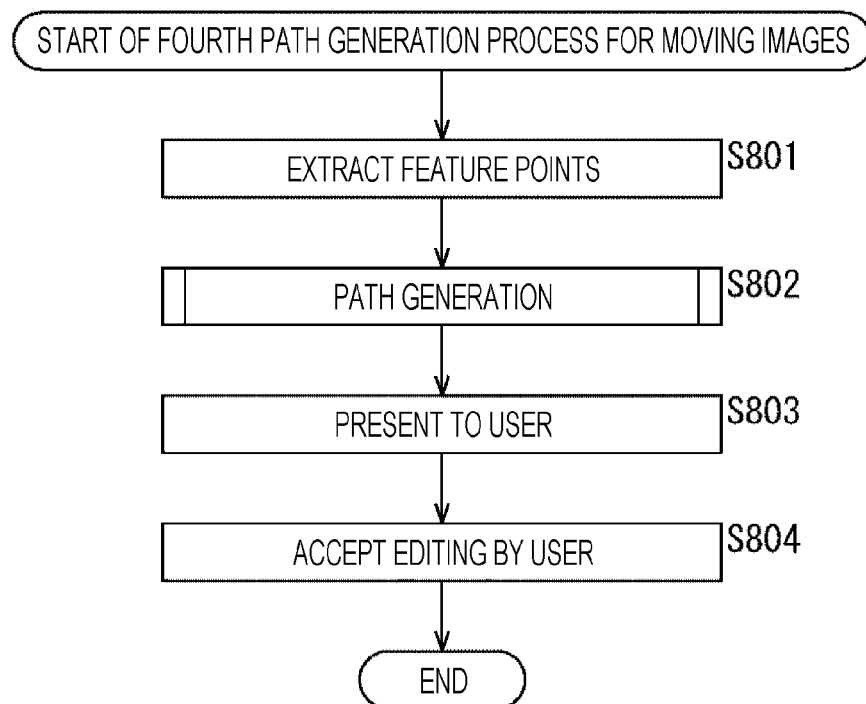 START OF FOURTH PATH GENERATION PROCESS FOR MOVING IMAGES
EXTRACT FEATURE POINTS
S801
PATH GENERATION
S802
PRESENT TO USER
S803
ACCEPT EDITING BY USER
S804
END